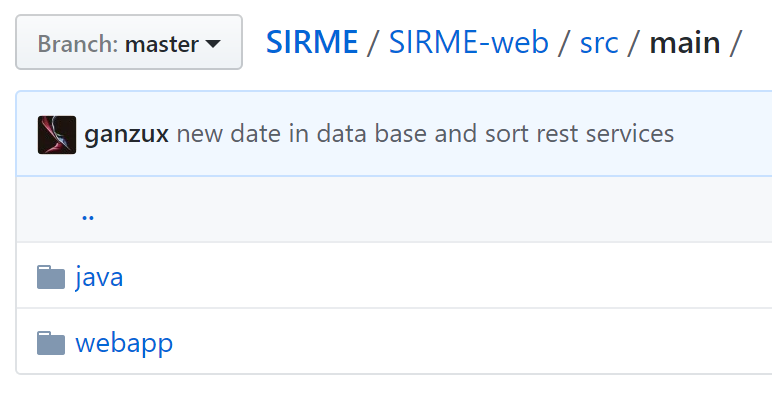 Branch: master SIRME / SIRME-web / src / main /
ganzux new date in data base and sort rest services
..
java
webapp